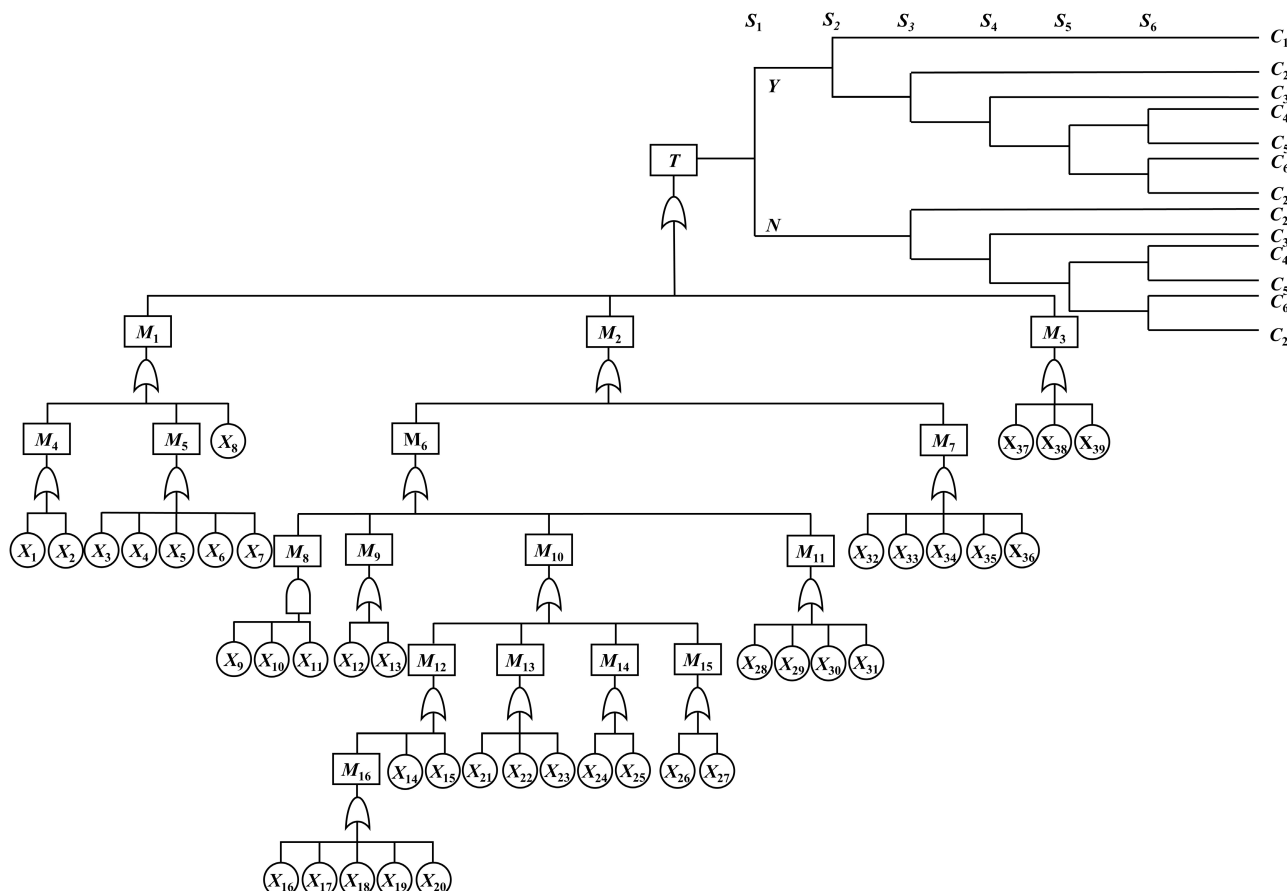 S1 S2 S3 S4 S5 S6
C1
C2
Y
C3
C4
C5
T
C6
C2
C2
N
C3
C4
C5
C6
M1 M2 M3
C2
M4 M5 X8 M6 M7 X37 X38 X39
X1 X2 X3 X4 X5 X6 X7 M8 M9 M10 M11 X32 X33 X34 X35 X36
X9 X10 X11 X12 X13 M12 M13 M14 M15 X28 X29 X30 X31
M16 X14 X15 X21 X22 X23 X24 X25 X26 X27
X16 X17 X18 X19 X20